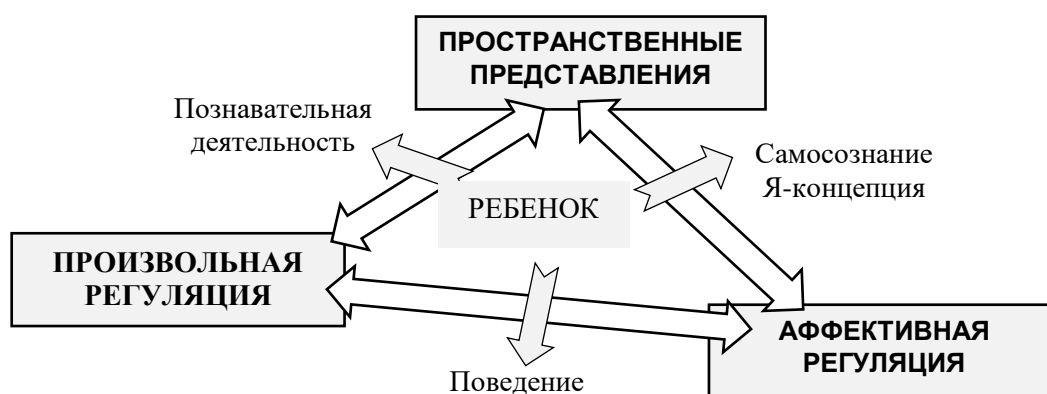 ПРОСТРАНСТВЕННЫЕ
ПРЕДСТАВЛЕНИЯ
Познавательная
деятельность
Самосознание
Я-концепция
РЕБЕНОК
ПРОИЗВОЛЬНАЯ
РЕГУЛЯЦИЯ
АФФЕКТИВНАЯ
РЕГУЛЯЦИЯ
Поведение